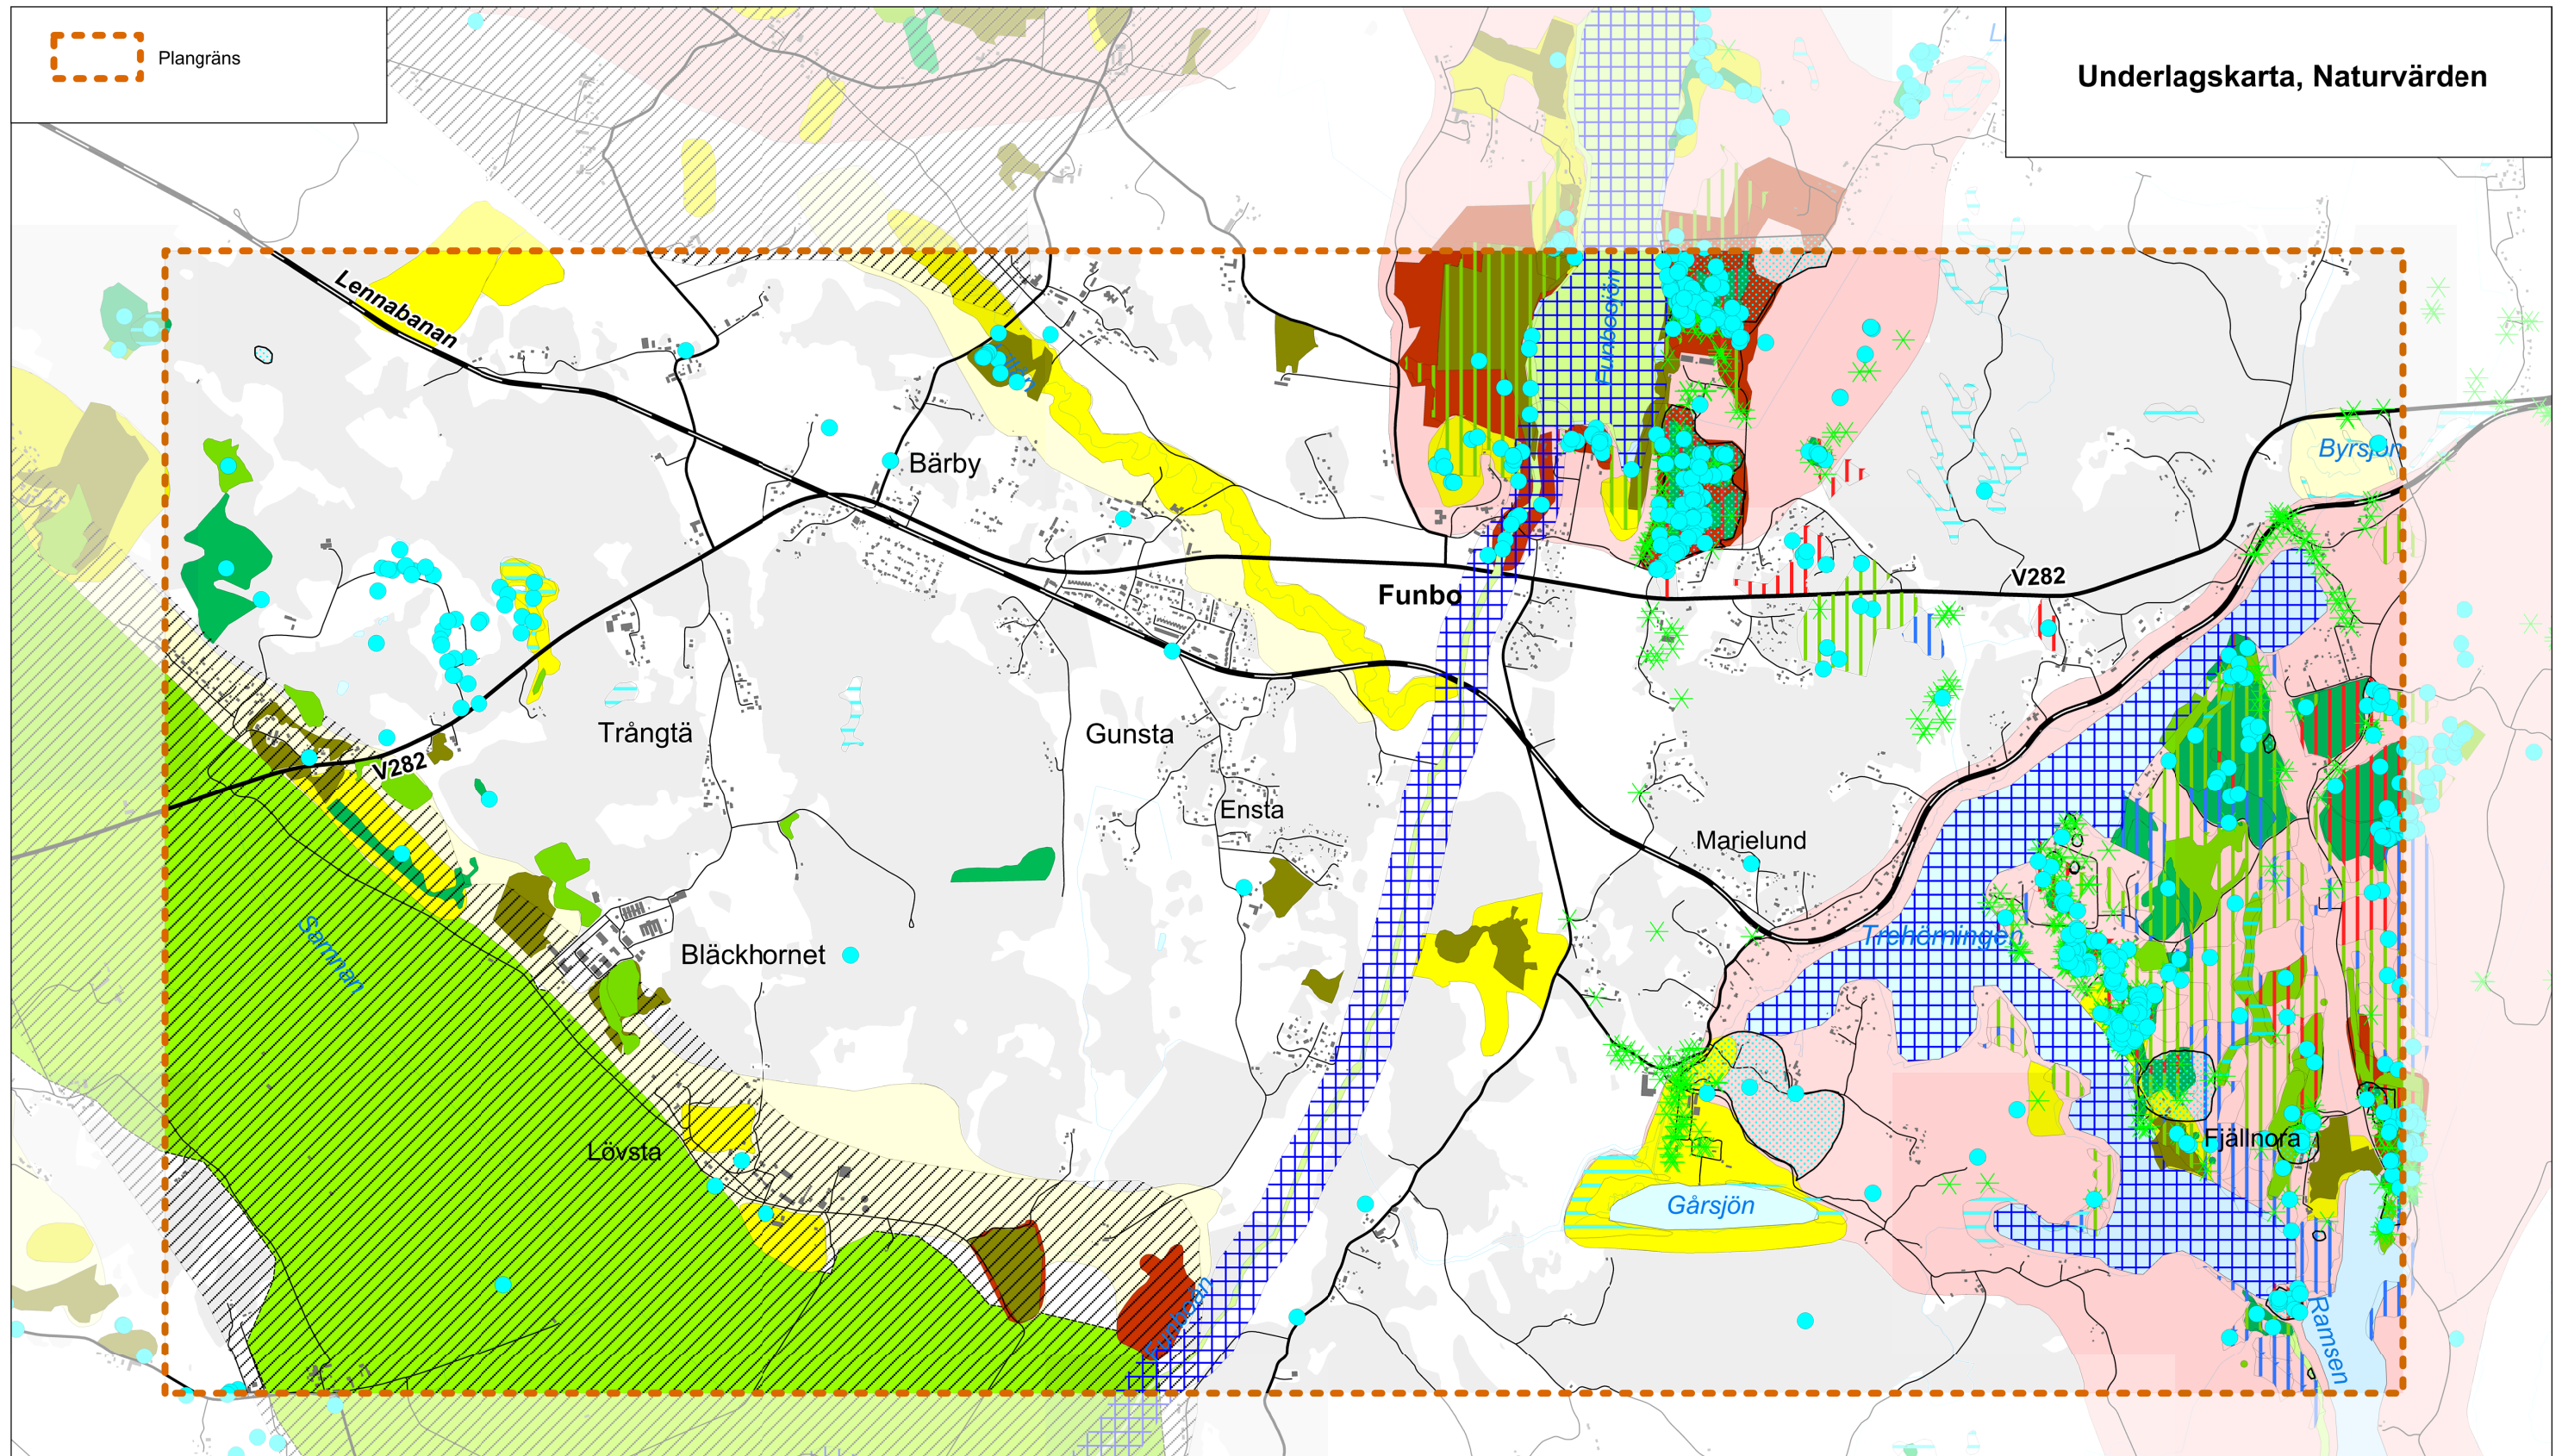 Plangräns
Underlagskarta, Naturvärden
Lennabanan
Funbosjön
Bärby
Byrsjön
V282
Funbo
Trångtä
Gunsta
V282
Ensta
Marielund
Sävjaån
Bläckhornet
Trehörningen
Fjällnora
Lövsta
Gårsjön
Funboån
Ramsen